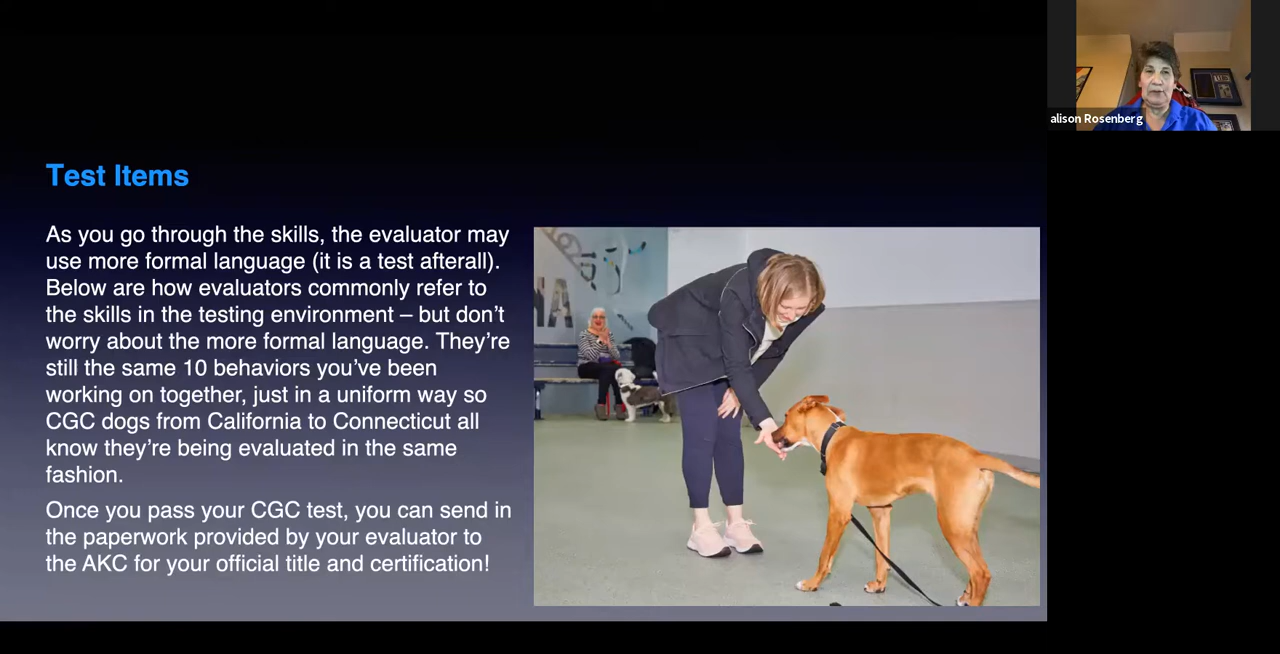 alison Rosenberg
Test Items
As you go through the skills, the evaluator may
use more formal language (it is a test afterall).
Below are how evaluators commonly refer to
the skills in the testing environment – but don't
worry about the more formal language. They're
still the same 10 behaviors you've been
working on together, just in a uniform way so
CGC dogs from California to Connecticut all
know they're being evaluated in the same
fashion.
Once you pass your CGC test, you can send in
the paperwork provided by your evaluator to
the AKC for your official title and certification!